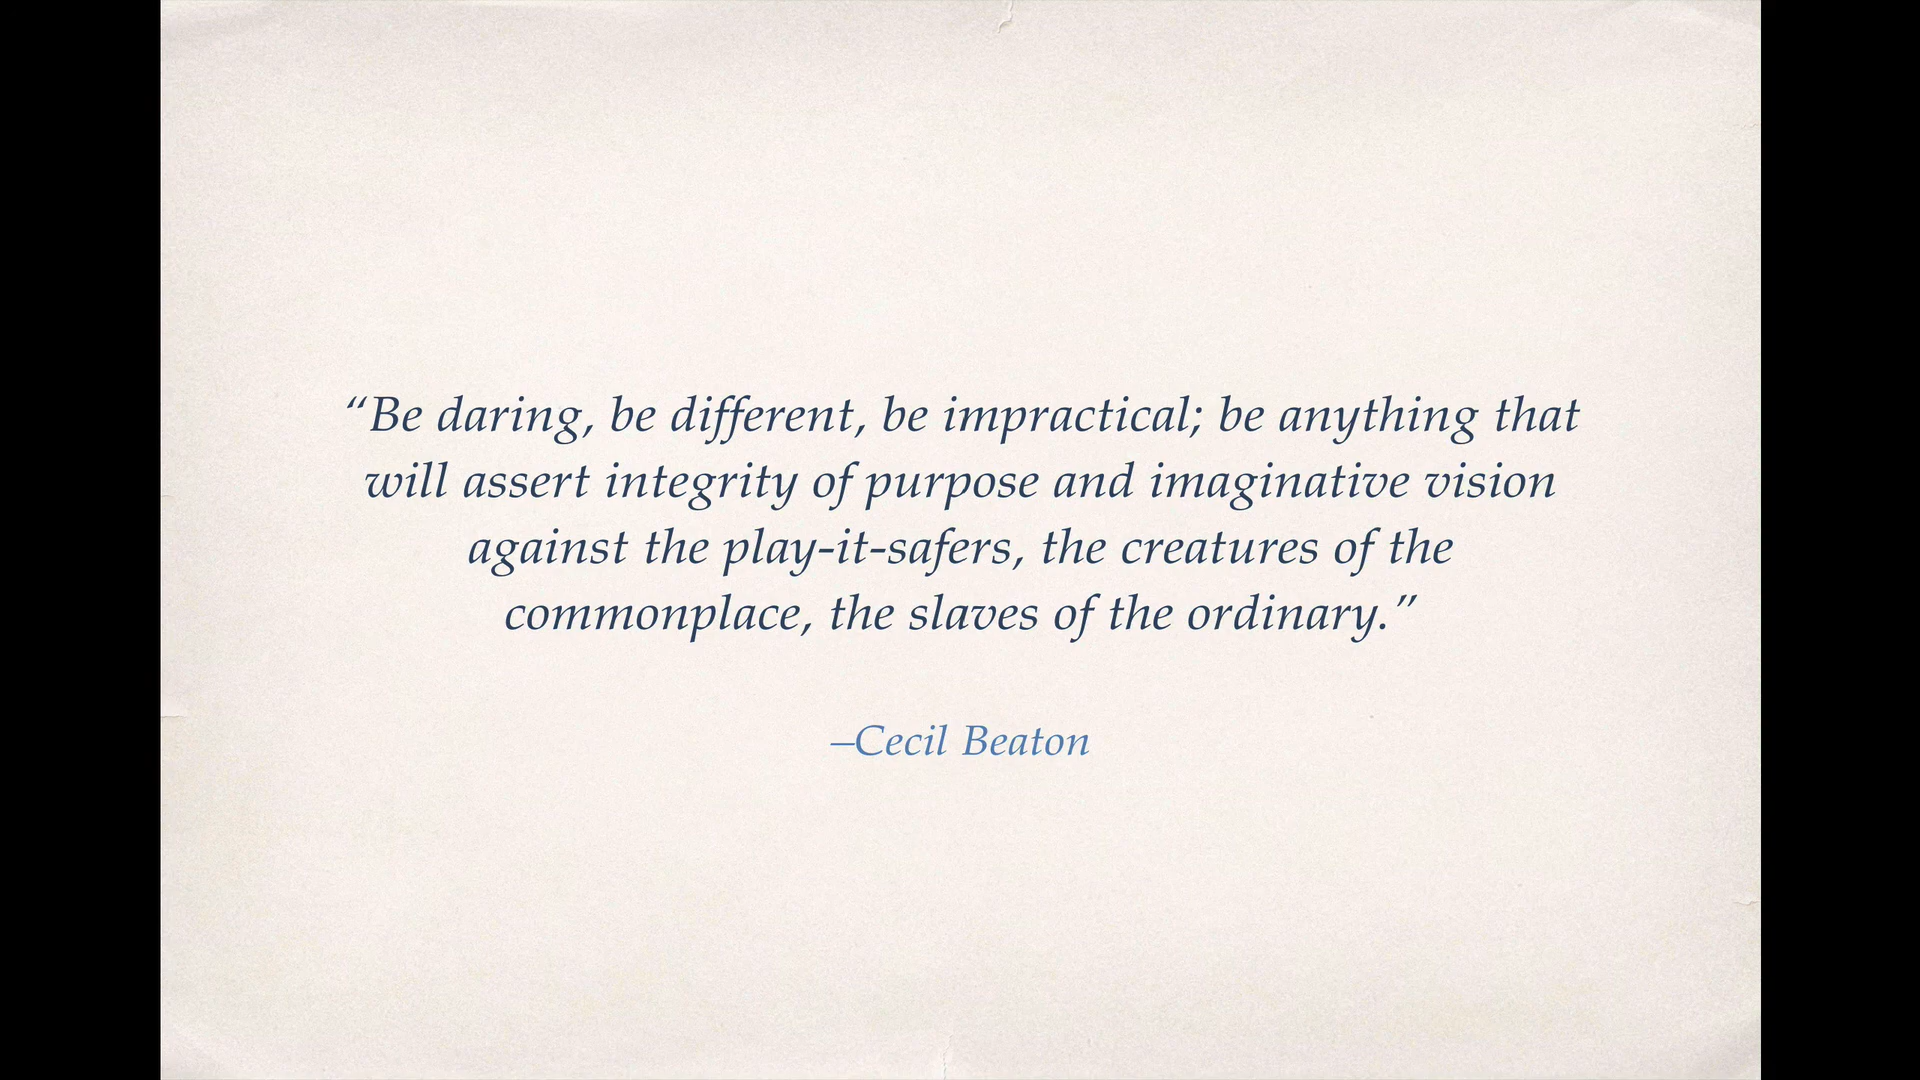 “Be daring, be different, be impractical; be anything that
will assert integrity of purpose and imaginative vision
against the play-it-safers, the creatures of the
commonplace, the slaves of the ordinary.”
–Cecil Beaton